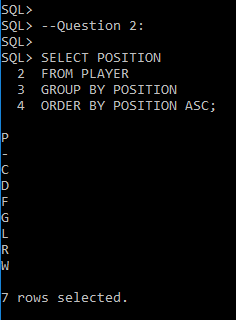 SQL>
SQL> --Question 2:
SQL>
SQL> SELECT POSITION
2 FROM PLAYER
3 GROUP BY POSITION
4 ORDER BY POSITION ASC;
P
-
C
D
F
G
L
R
W
7 rows selected.